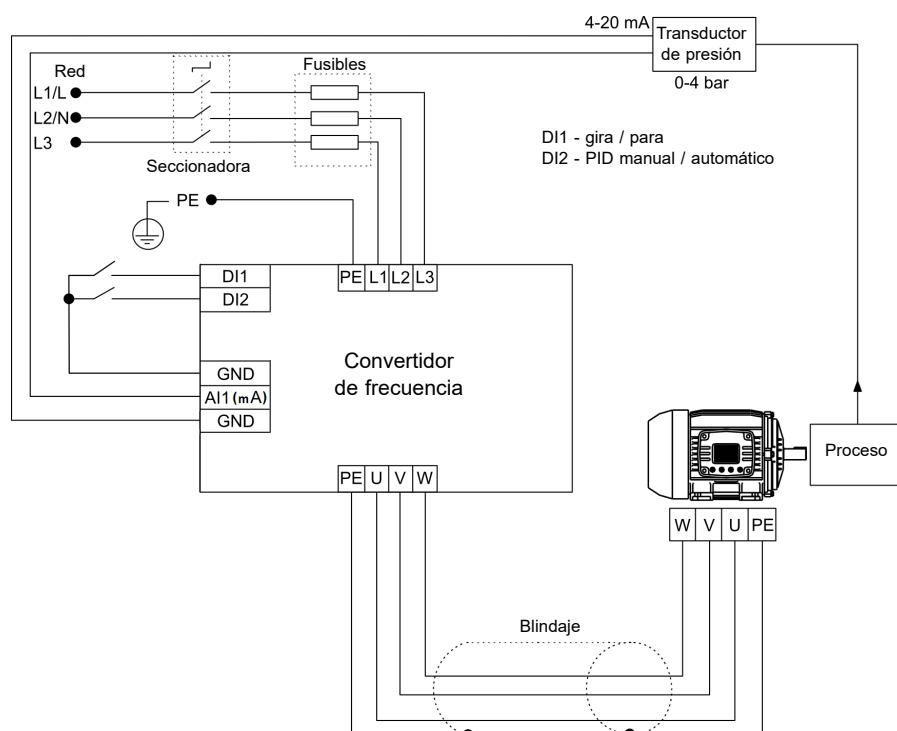 4-20 mA
Transductor
de presión
0-4 bar
Red
Fusibles
L1/L
L2/N
L3
Seccionadora
DI1 - gira / para
DI2 - PID manual / automático
PE
DI1
DI2
PE L1 L2 L3
Convertidor
de frecuencia
GND
AI1 (mA)
GND
PE U V W
Proceso
W V U PE
Blindaje